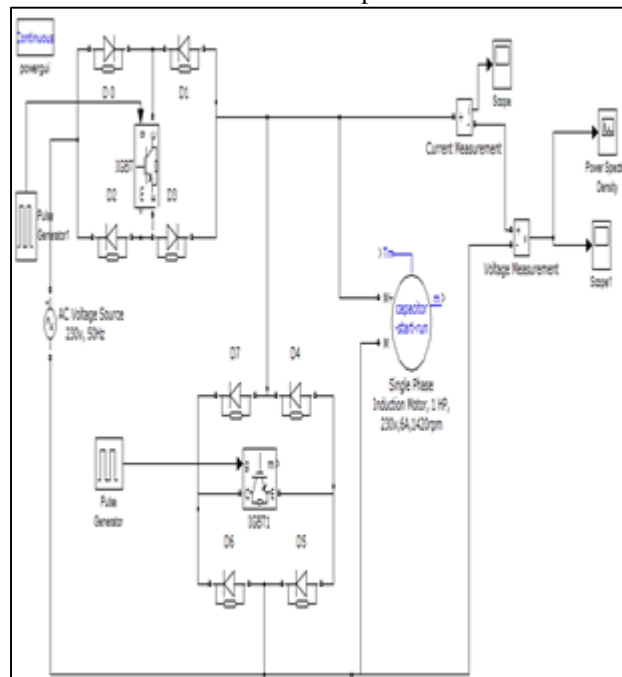 Continuous
powergui
D0
D1
Scope
IGBT
Current Measurement
Power Spectral
Density
D2
D3
Pulse
Generator1
Voltage Measurement
Scope1
Tm
AC Voltage Source
230v, 50Hz
M+
m
capacitor
-start-run
M
D7
D4
Single Phase
Induction Motor, 1 HP,
230v,6A,1420rpm
g
m
IGBT1
Pulse
Generator
D6
D5